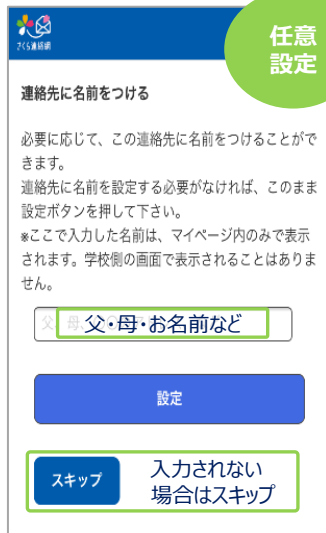 さくら連絡網
任意
設定
連絡先に名前をつける
必要に応じて、この連絡先に名前をつけることがで
きます。
連絡先に名前を設定する必要がなければ、このまま
設定ボタンを押して下さい。
※ここで入力した名前は、マイページ内のみで表示
されます。学校側の画面で表示されることはありま
せん。
父・母・お名前など
設定
スキップ
入力されない
場合はスキップ